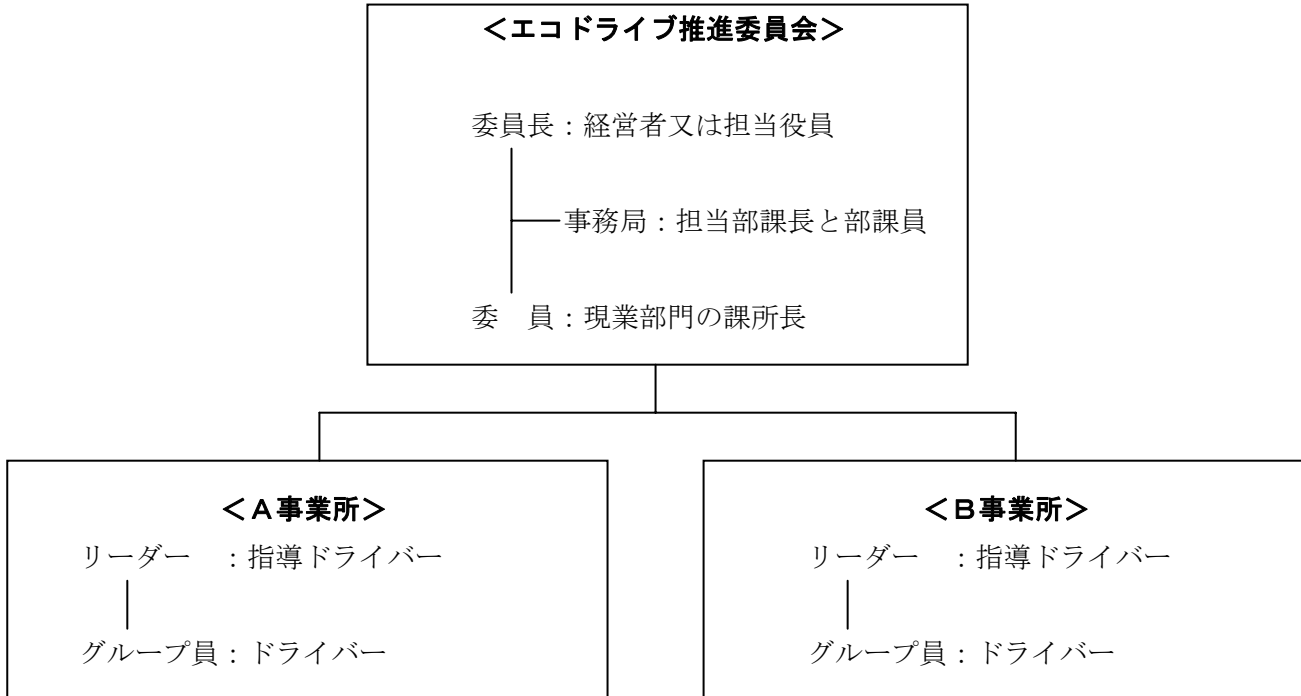 ＜エコドライブ推進委員会＞
委員長：経営者又は担当役員
事務局：担当部課長と部課員
委　員：現業部門の課所長
＜Ａ事業所＞
リーダー　：指導ドライバー
グループ員：ドライバー
＜Ｂ事業所＞
リーダー　：指導ドライバー
グループ員：ドライバー